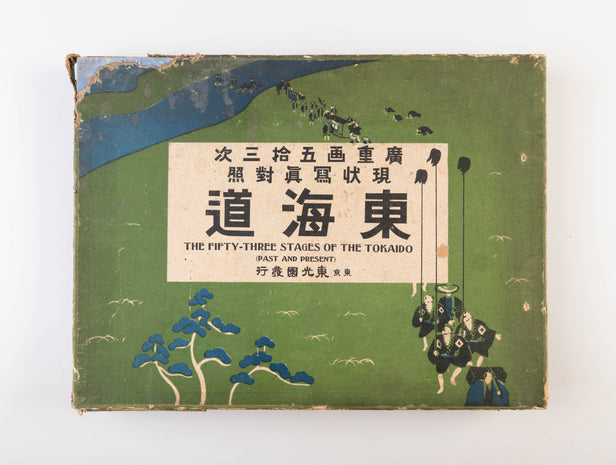 廣重画五拾三次
現状寫眞對照
東海道
THE FIFTY-THREE STAGES OF THE TOKAIDO
(PAST AND PRESENT)
東京 東光園發行